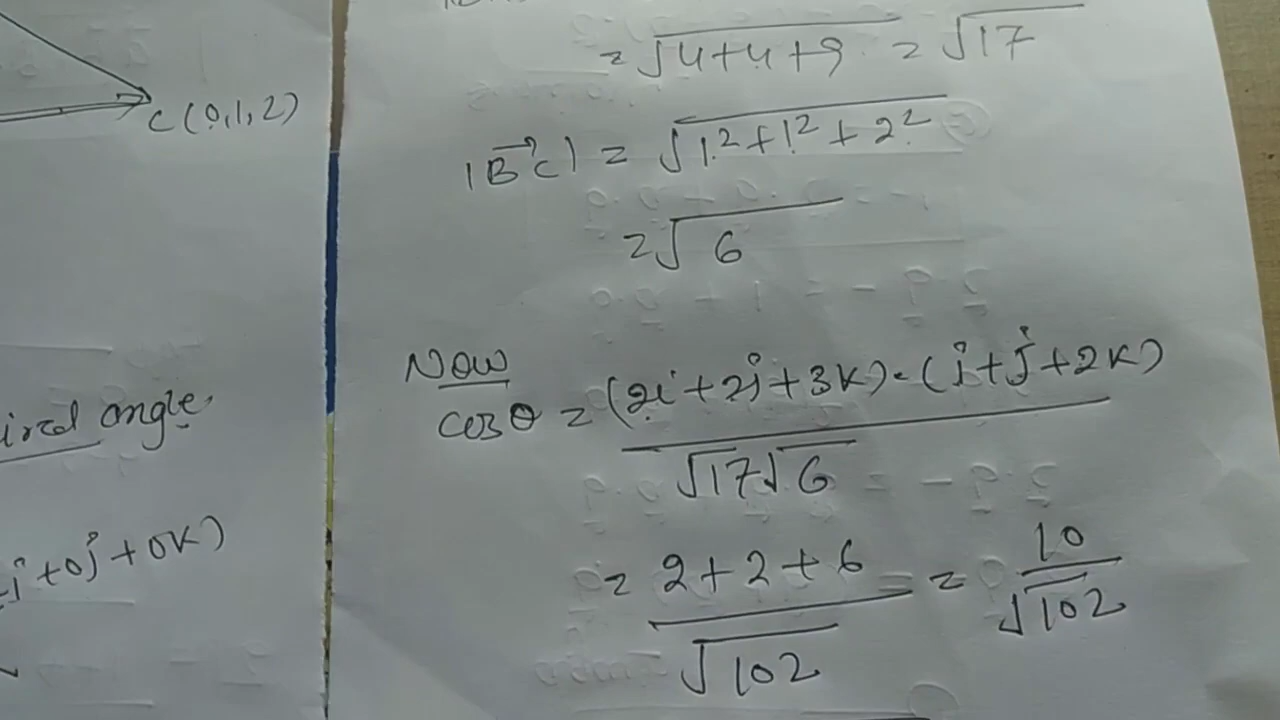 C(0,1,2)
ired angle.
-i+0j+0k)
=√4+4+9 = √17
|BC| = √1²+1²+2²
=√6
Now
cosθ = (2i+2j+3k)·(i+j+2k)
√17√6
= 2+2+6 = 10
√102 √102